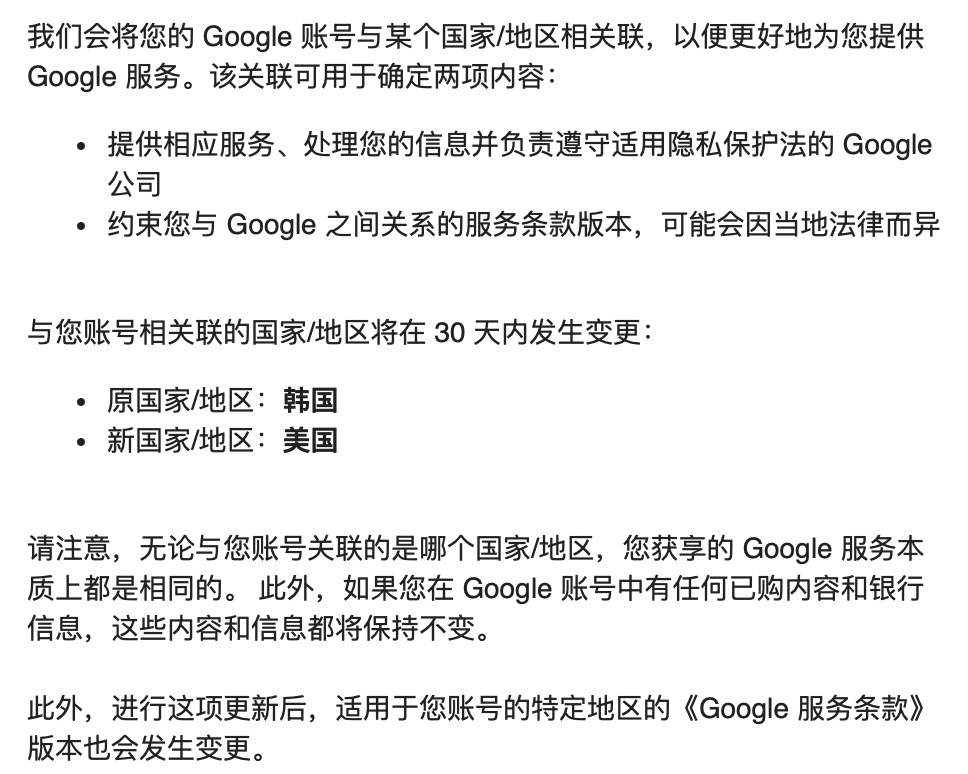 我们会将您的 Google 账号与某个国家/地区相关联，以便更好地为您提供
Google 服务。该关联可用于确定两项内容：
• 提供相应服务、处理您的信息并负责遵守适用隐私保护法的 Google
公司
• 约束您与 Google 之间关系的服务条款版本，可能会因当地法律而异
与您账号相关联的国家/地区将在 30 天内发生变更：
• 原国家/地区：韩国
• 新国家/地区：美国
请注意，无论与您账号关联的是哪个国家/地区，您获享的 Google 服务本
质上都是相同的。 此外，如果您在 Google 账号中有任何已购内容和银行
信息，这些内容和信息都将保持不变。
此外，进行这项更新后，适用于您账号的特定地区的《Google 服务条款》
版本也会发生变更。